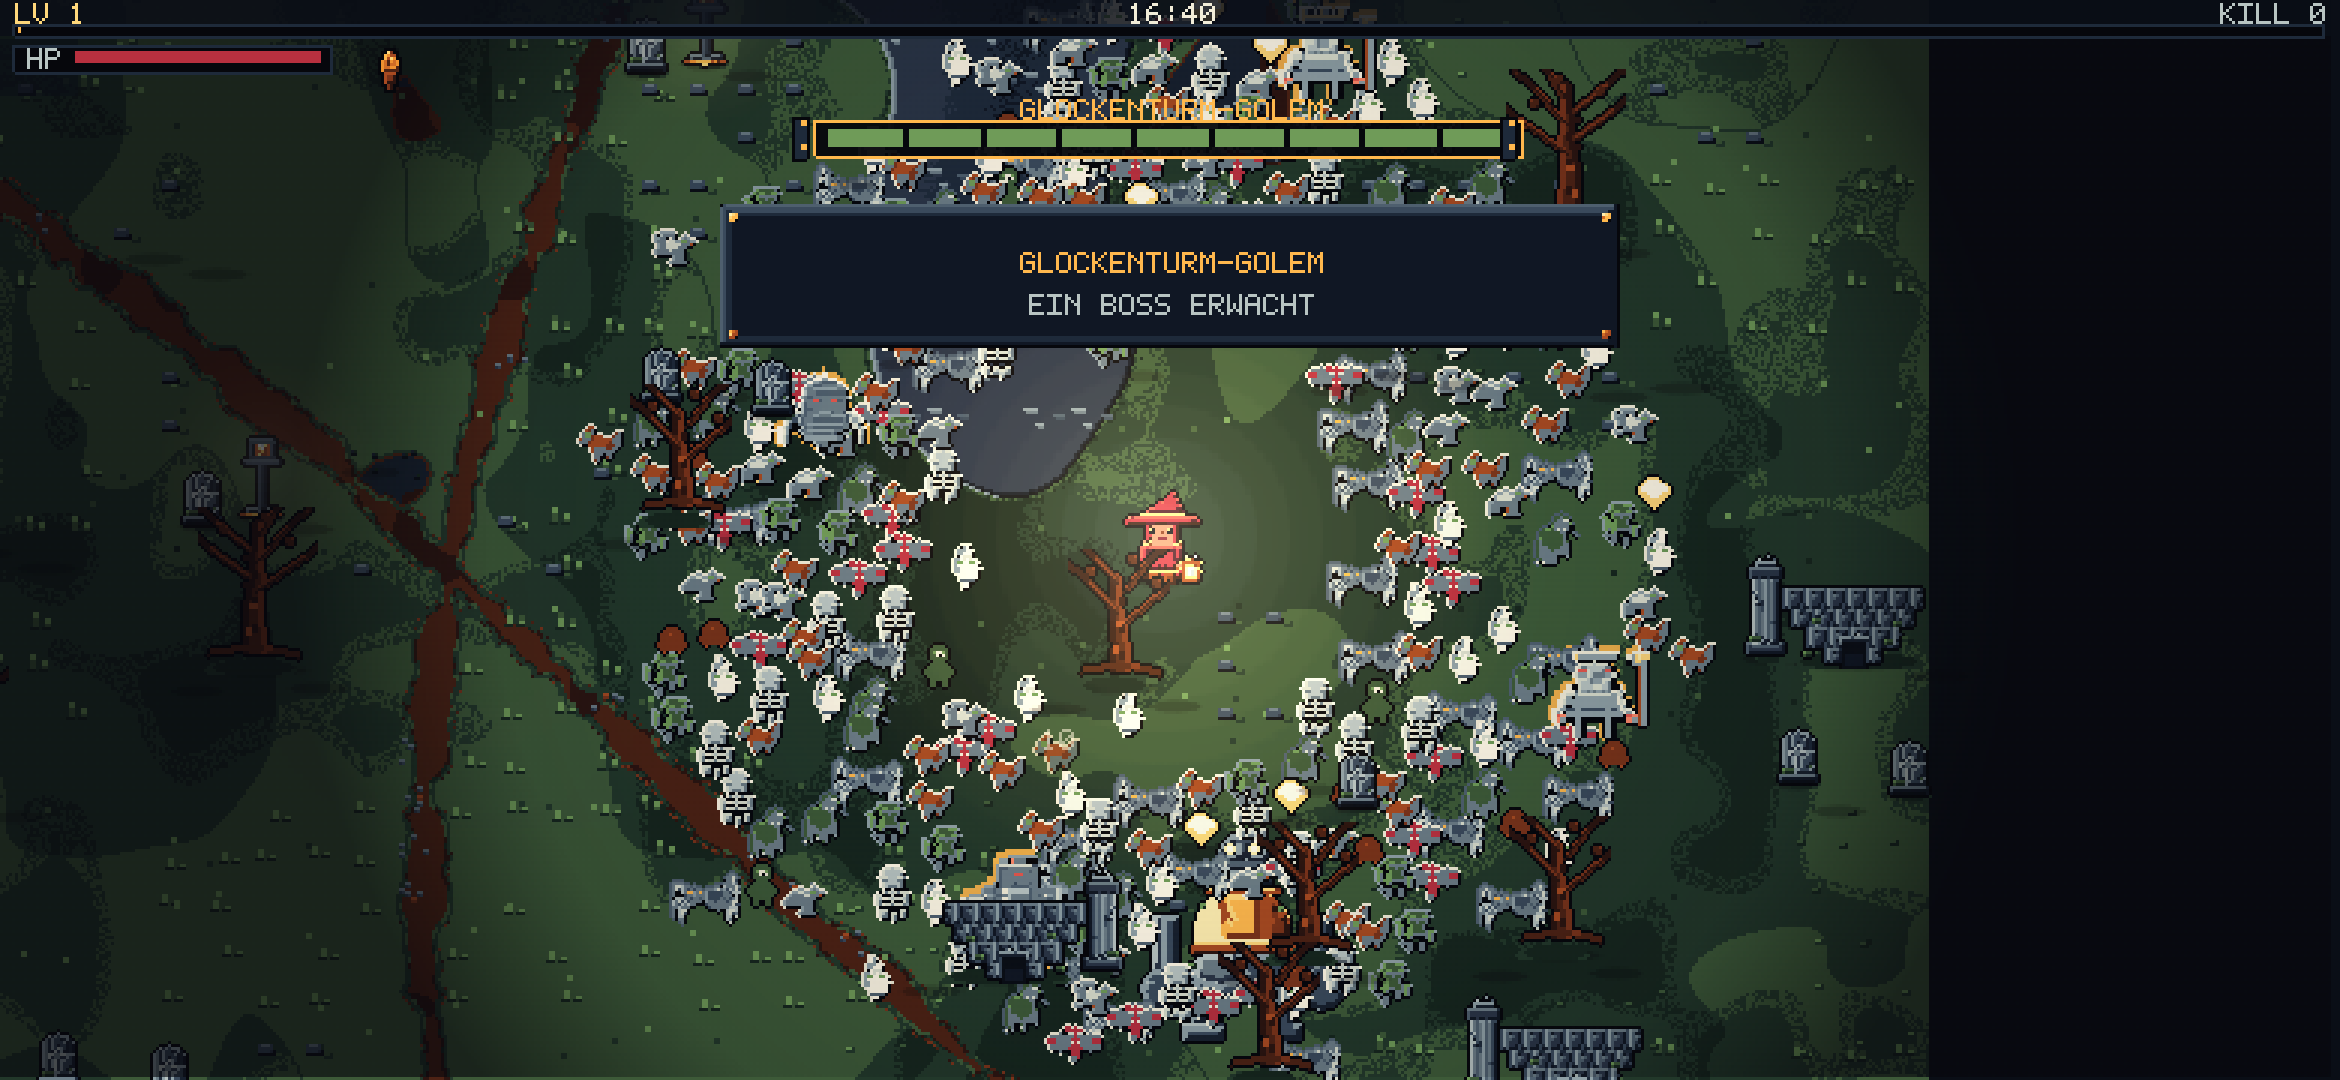 LV 1
16:40
KILL 0
HP
GLOCKENTURM-GOLEM
GLOCKENTURM-GOLEM
EIN BOSS ERWACHT